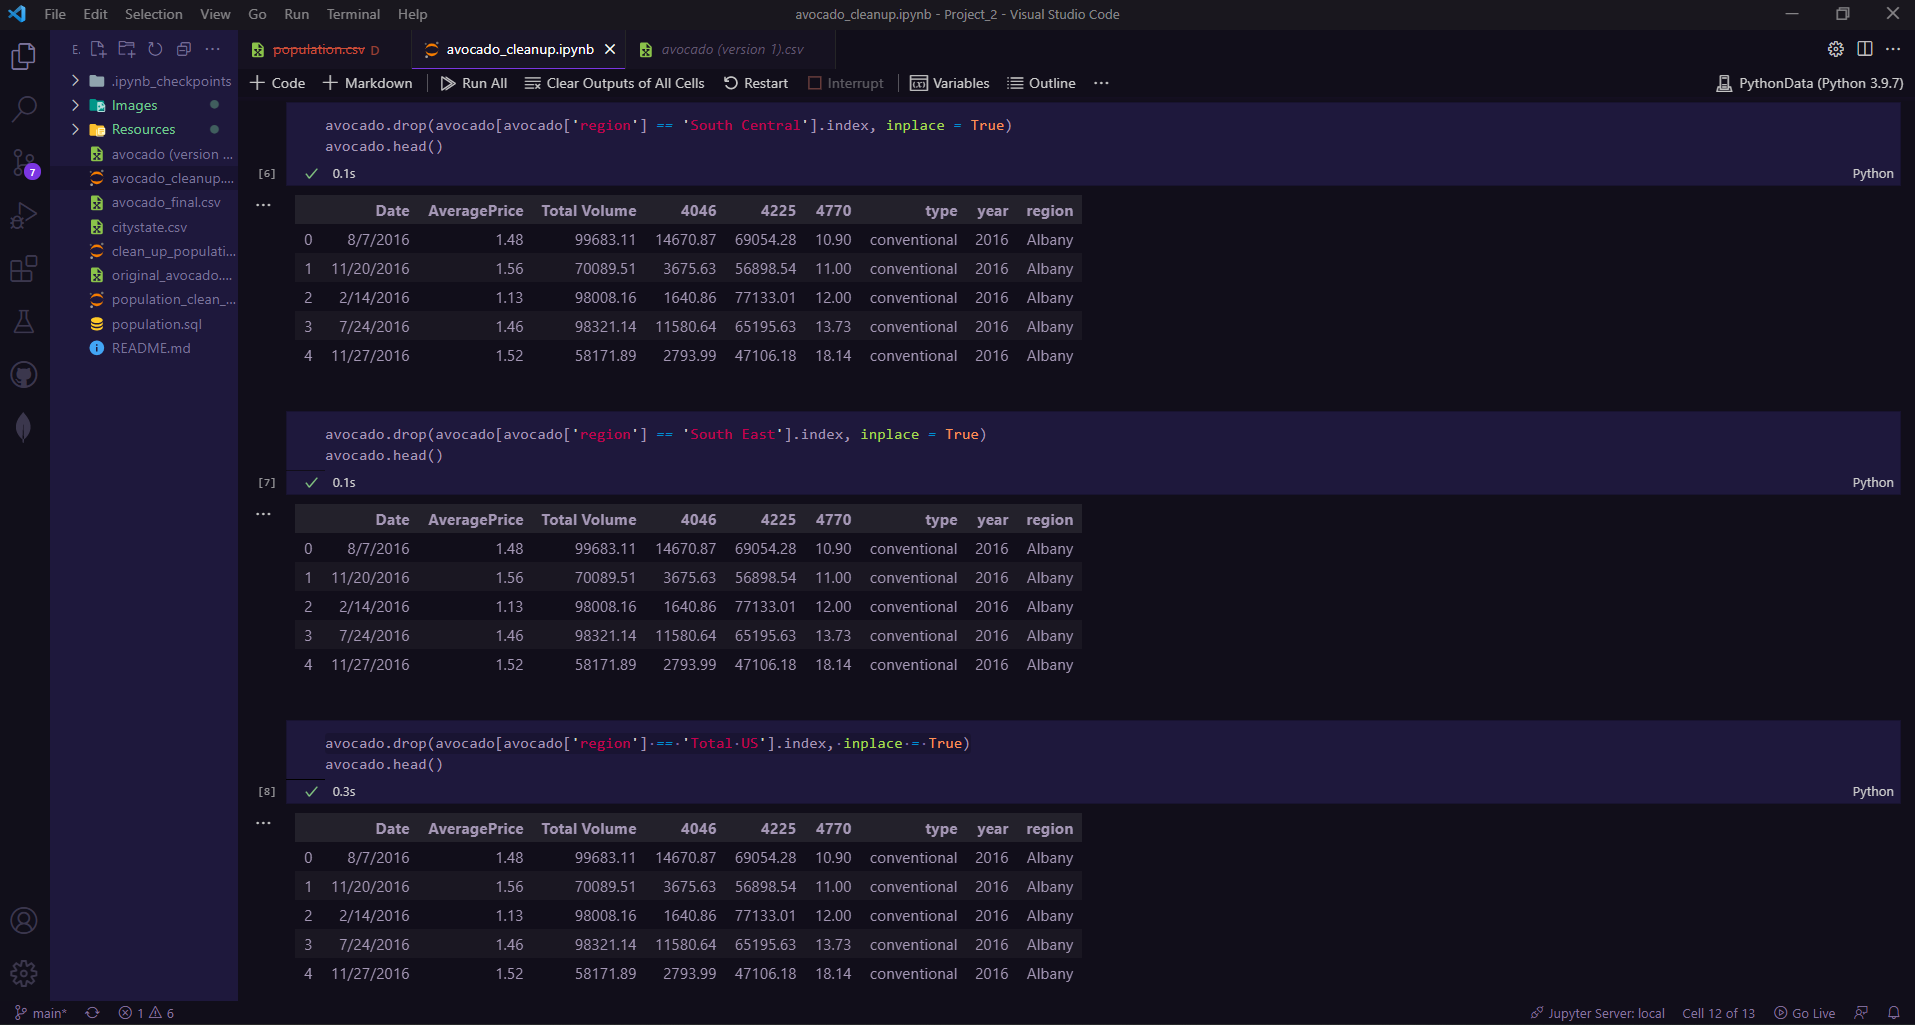 File Edit Selection View Go Run Terminal Help
avocado_cleanup.ipynb - Project_2 - Visual Studio Code
E.
population.csv D
avocado_cleanup.ipynb
avocado (version 1).csv
Code
Markdown
Run All
Clear Outputs of All Cells
Restart
Interrupt
Variables
Outline
PythonData (Python 3.9.7)
.ipynb_checkpoints
Images
Resources
avocado (version ...
avocado_cleanup....
avocado_final.csv
citystate.csv
clean_up_populati...
original_avocado....
population_clean_...
population.sql
README.md
7
avocado.drop(avocado[avocado['region'] == 'South Central'].index, inplace = True)
avocado.head()
[6] 0.1s Python
Date AveragePrice Total Volume 4046 4225 4770 type year region
0 8/7/2016 1.48 99683.11 14670.87 69054.28 10.90 conventional 2016 Albany
1 11/20/2016 1.56 70089.51 3675.63 56898.54 11.00 conventional 2016 Albany
2 2/14/2016 1.13 98008.16 1640.86 77133.01 12.00 conventional 2016 Albany
3 7/24/2016 1.46 98321.14 11580.64 65195.63 13.73 conventional 2016 Albany
4 11/27/2016 1.52 58171.89 2793.99 47106.18 18.14 conventional 2016 Albany
avocado.drop(avocado[avocado['region'] == 'South East'].index, inplace = True)
avocado.head()
[7] 0.1s Python
Date AveragePrice Total Volume 4046 4225 4770 type year region
0 8/7/2016 1.48 99683.11 14670.87 69054.28 10.90 conventional 2016 Albany
1 11/20/2016 1.56 70089.51 3675.63 56898.54 11.00 conventional 2016 Albany
2 2/14/2016 1.13 98008.16 1640.86 77133.01 12.00 conventional 2016 Albany
3 7/24/2016 1.46 98321.14 11580.64 65195.63 13.73 conventional 2016 Albany
4 11/27/2016 1.52 58171.89 2793.99 47106.18 18.14 conventional 2016 Albany
avocado.drop(avocado[avocado['region']·==·'Total·US'].index,·inplace·=·True)
avocado.head()
[8] 0.3s Python
Date AveragePrice Total Volume 4046 4225 4770 type year region
0 8/7/2016 1.48 99683.11 14670.87 69054.28 10.90 conventional 2016 Albany
1 11/20/2016 1.56 70089.51 3675.63 56898.54 11.00 conventional 2016 Albany
2 2/14/2016 1.13 98008.16 1640.86 77133.01 12.00 conventional 2016 Albany
3 7/24/2016 1.46 98321.14 11580.64 65195.63 13.73 conventional 2016 Albany
4 11/27/2016 1.52 58171.89 2793.99 47106.18 18.14 conventional 2016 Albany
main* 1 6
Jupyter Server: local Cell 12 of 13 Go Live